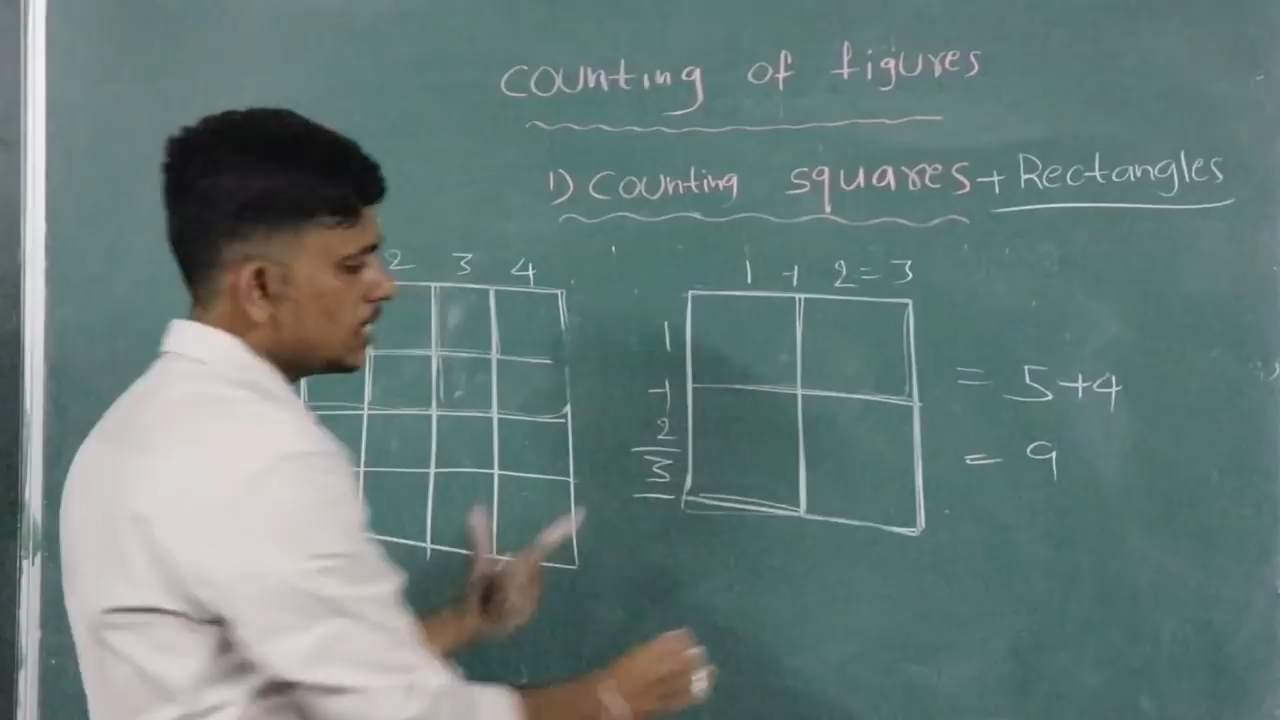 Counting of figures
1) Counting squares + Rectangles
2 3 4
1 + 2 = 3
1
+
2
3
= 5+4
= 9